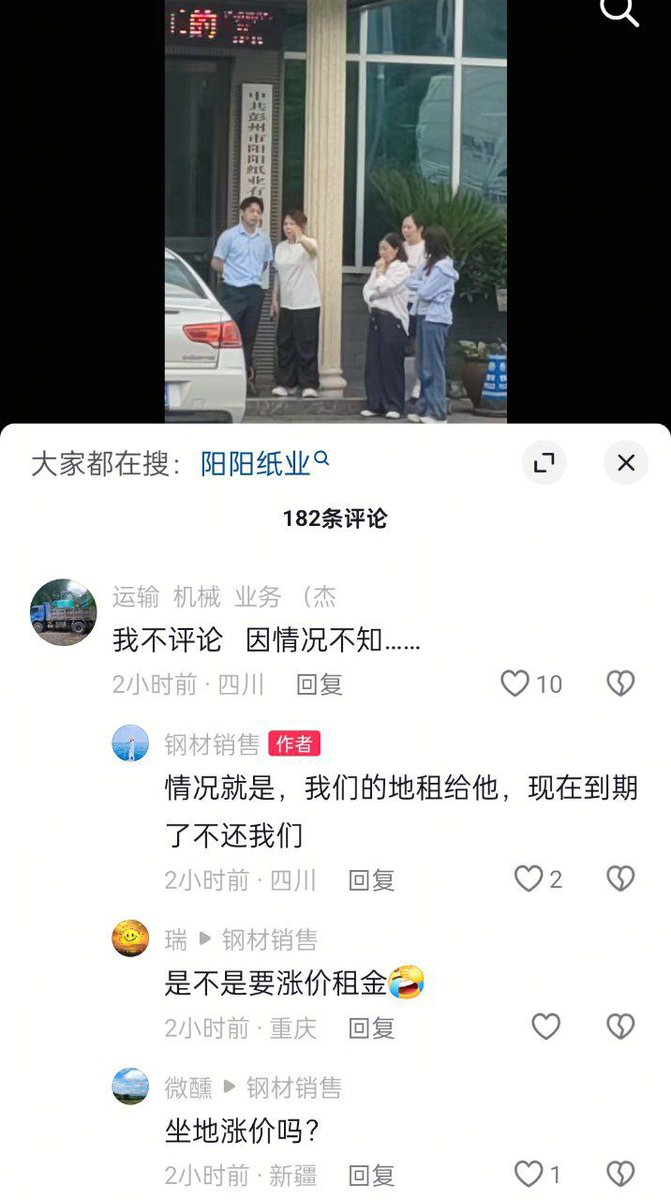 的
中共彭州市阳阳纸业有
大家都在搜：阳阳纸业
182条评论
运输 机械 业务 （杰
我不评论 因情况不知......
2小时前 · 四川 回复 10
钢材销售 作者
情况就是，我们的地租给他，现在到期
了不还我们
2小时前 · 四川 回复 2
瑞 ▶ 钢材销售
是不是要涨价租金😂
2小时前 · 重庆 回复
微醺 ▶ 钢材销售
坐地涨价吗？
2小时前 · 新疆 回复 1